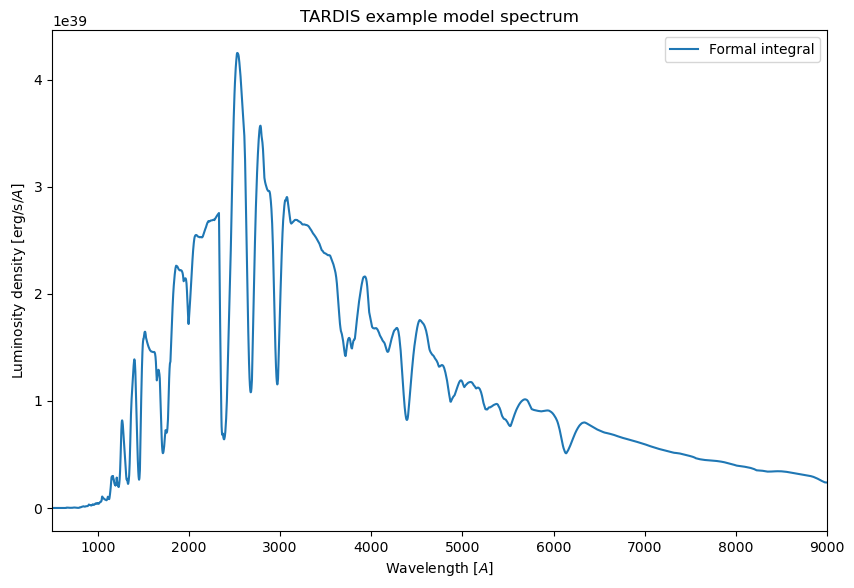 TARDIS example model spectrum
1e39
Formal integral
4
3
2
1
0
Luminosity density [erg/s/A]
1000 2000 3000 4000 5000 6000 7000 8000 9000
Wavelength [A]